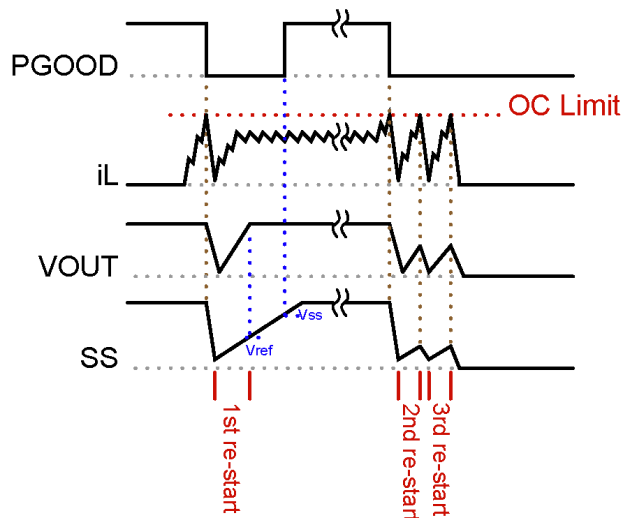 PGOOD
OC Limit
iL
VOUT
Vss
Vref
SS
1st re-start
2nd re-start
3rd re-start